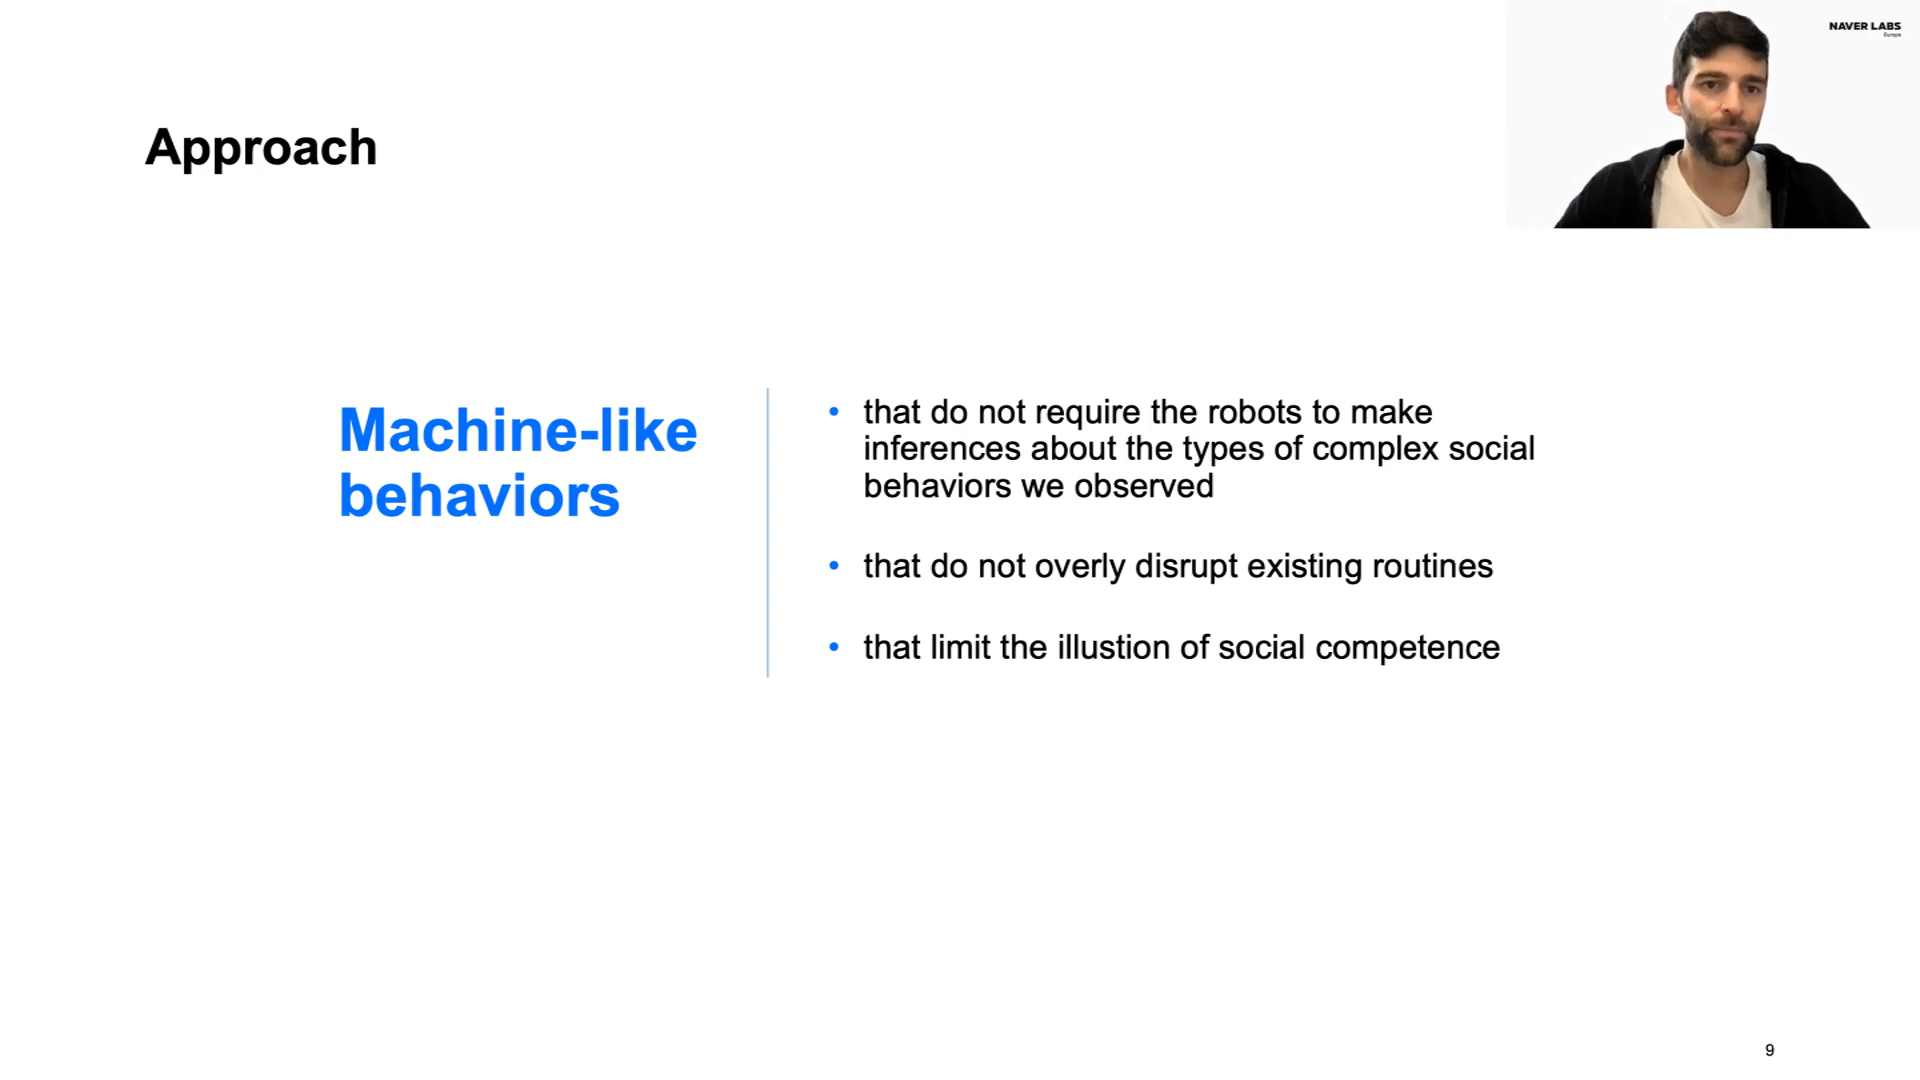 NAVER LABS
Europe
Approach
Machine-like
behaviors
• that do not require the robots to make
inferences about the types of complex social
behaviors we observed
• that do not overly disrupt existing routines
• that limit the illustion of social competence
9